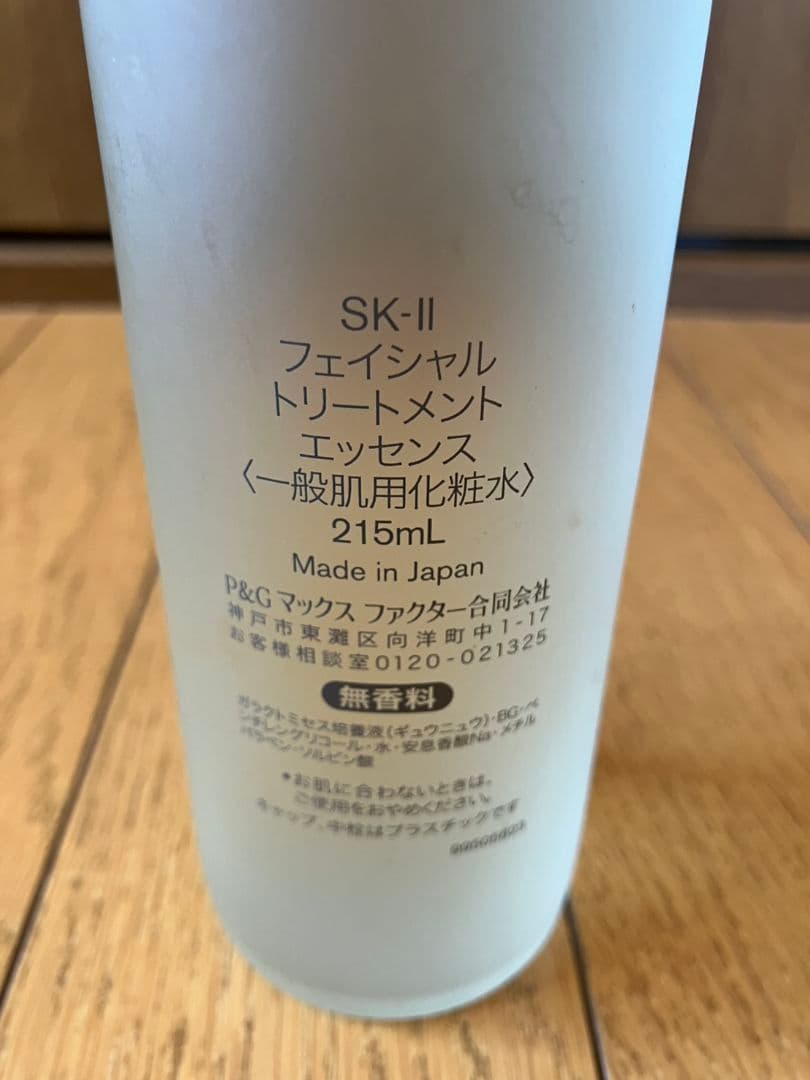 SK-II
フェイシャル
トリートメント
エッセンス
〈一般肌用化粧水〉
215mL
Made in Japan
P&G マックス ファクター合同会社
神戸市東灘区向洋町中1-17
お客様相談室0120-021325
無香料
ガラクトミセス培養液(ギュウニュウ)・BG・ペ
ンチレングリコール・水・安息香酸Na・メチル
パラベン・ソルビン酸
*お肌に合わないときは、
ご使用をおやめください。
キャップ、中栓はプラスチックです